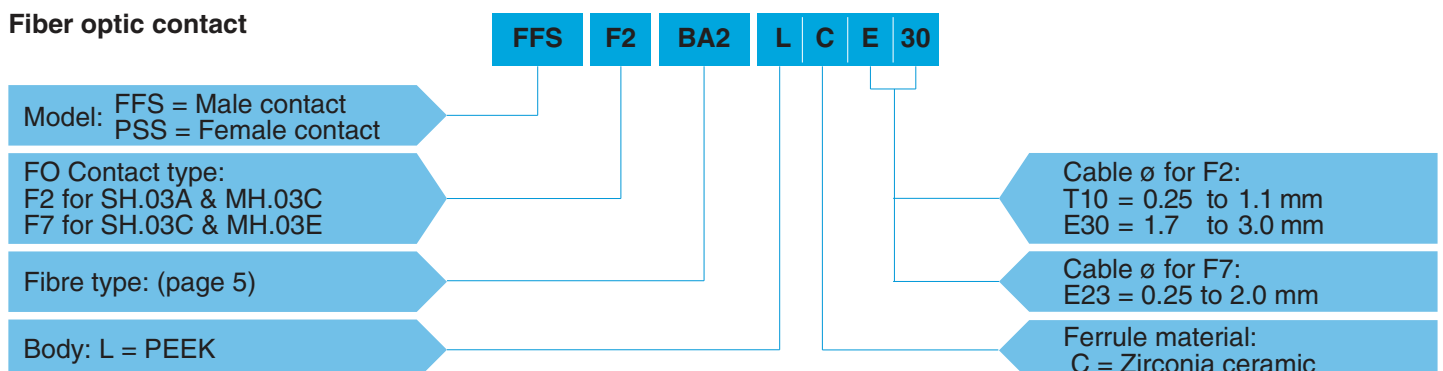 Fiber optic contact
FFS F2 BA2 L C E 30
Model: FFS = Male contact
PSS = Female contact
FO Contact type:
F2 for SH.03A & MH.03C
F7 for SH.03C & MH.03E
Fibre type: (page 5)
Body: L = PEEK
Cable ø for F2:
T10 = 0.25 to 1.1 mm
E30 = 1.7 to 3.0 mm
Cable ø for F7:
E23 = 0.25 to 2.0 mm
Ferrule material:
C = Zirconia ceramic